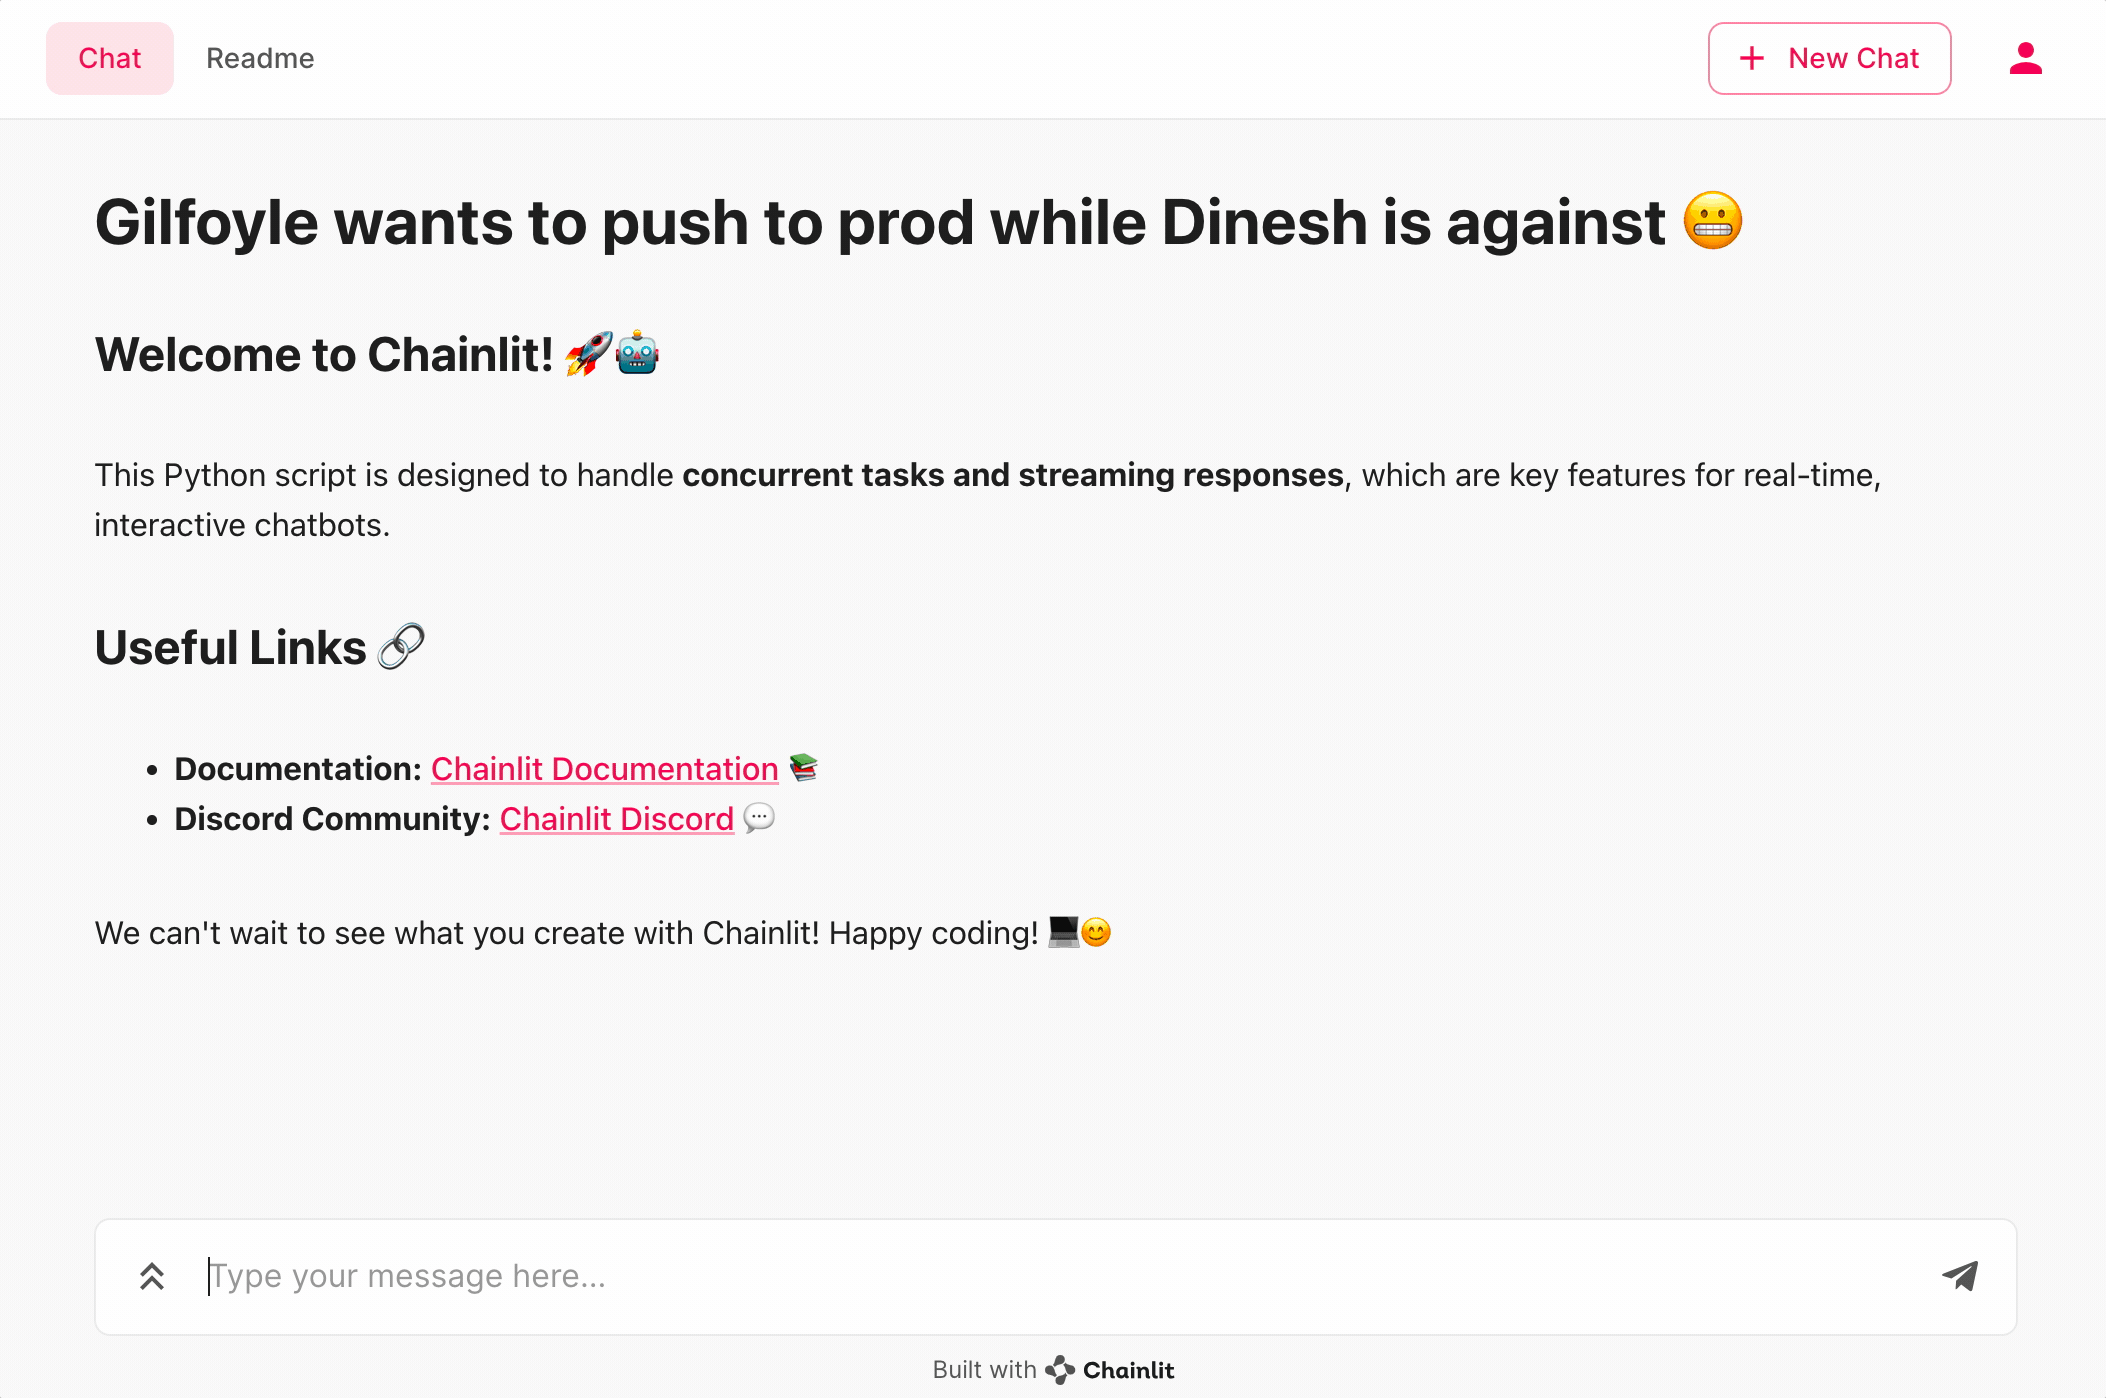 Chat
Readme
New Chat
Gilfoyle wants to push to prod while Dinesh is against 😬
Welcome to Chainlit! 🚀🤖
This Python script is designed to handle concurrent tasks and streaming responses, which are key features for real-time,
interactive chatbots.
Useful Links 🔗
• Documentation: Chainlit Documentation 📚
• Discord Community: Chainlit Discord 💬
We can't wait to see what you create with Chainlit! Happy coding! 💻😊
Type your message here...
Built with Chainlit